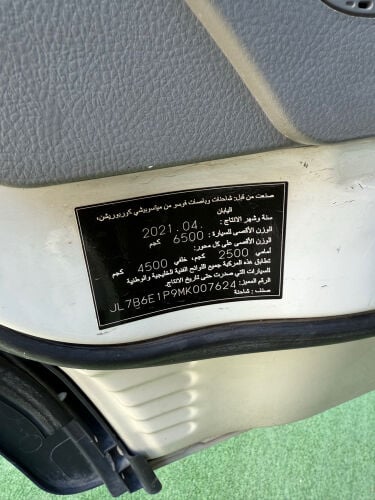 صنعت من قبل: شاحنات وباصات فوسو من ميتسوبيشي كوربوريشن،
اليابان
سنة وشهر الانتاج: 2021.04.
الوزن الأقصى للسيارة : 6500 كجم
الوزن الأقصى على كل محور:
أمامي 2500 كجم، خلفي 4500 كجم
تطابق هذه المركبة جميع اللوائح الفنية الخليجية والوطنية
للسيارات التي صدرت حتى تاريخ الانتاج.
الرقم المميز: JL7B6E1P9MK007624
صنف: شاحنة